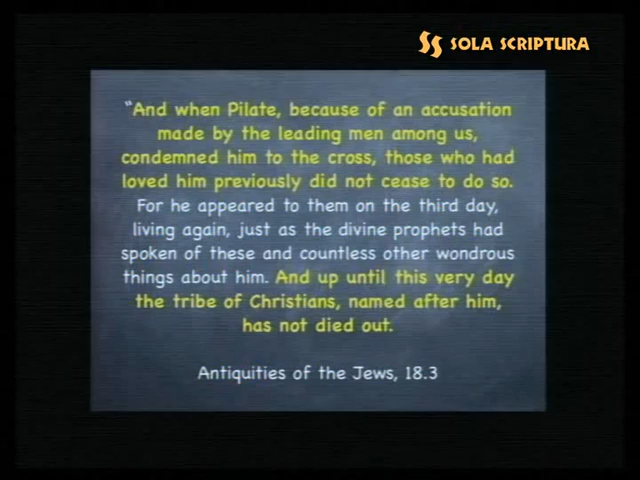 SOLA SCRIPTURA
"And when Pilate, because of an accusation
made by the leading men among us,
condemned him to the cross, those who had
loved him previously did not cease to do so.
For he appeared to them on the third day,
living again, just as the divine prophets had
spoken of these and countless other wondrous
things about him. And up until this very day
the tribe of Christians, named after him,
has not died out.
Antiquities of the Jews, 18.3